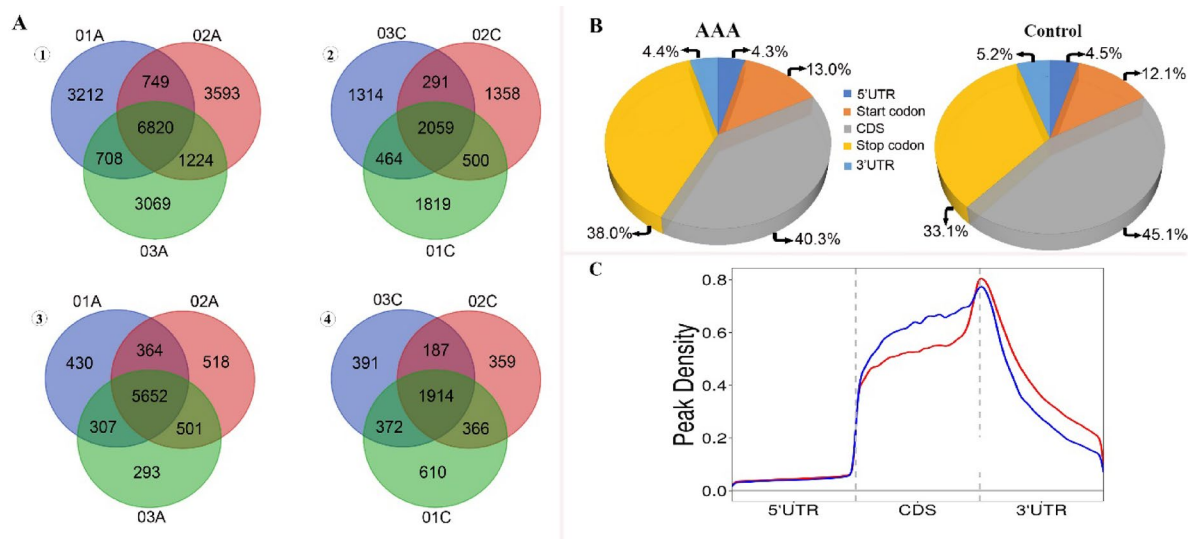 A
1
01A
02A
3212
749
3593
6820
708
1224
3069
03A
2
03C
02C
1314
291
1358
2059
464
500
1819
01C
3
01A
02A
430
364
518
5652
307
501
293
03A
4
03C
02C
391
187
359
1914
372
366
610
01C
B
AAA
4.4%
4.3%
13.0%
38.0%
40.3%
5'UTR
Start codon
CDS
Stop codon
3'UTR
Control
5.2%
4.5%
12.1%
33.1%
45.1%
C
Peak Density
0.8
0.6
0.4
0.2
0.0
5'UTR
CDS
3'UTR